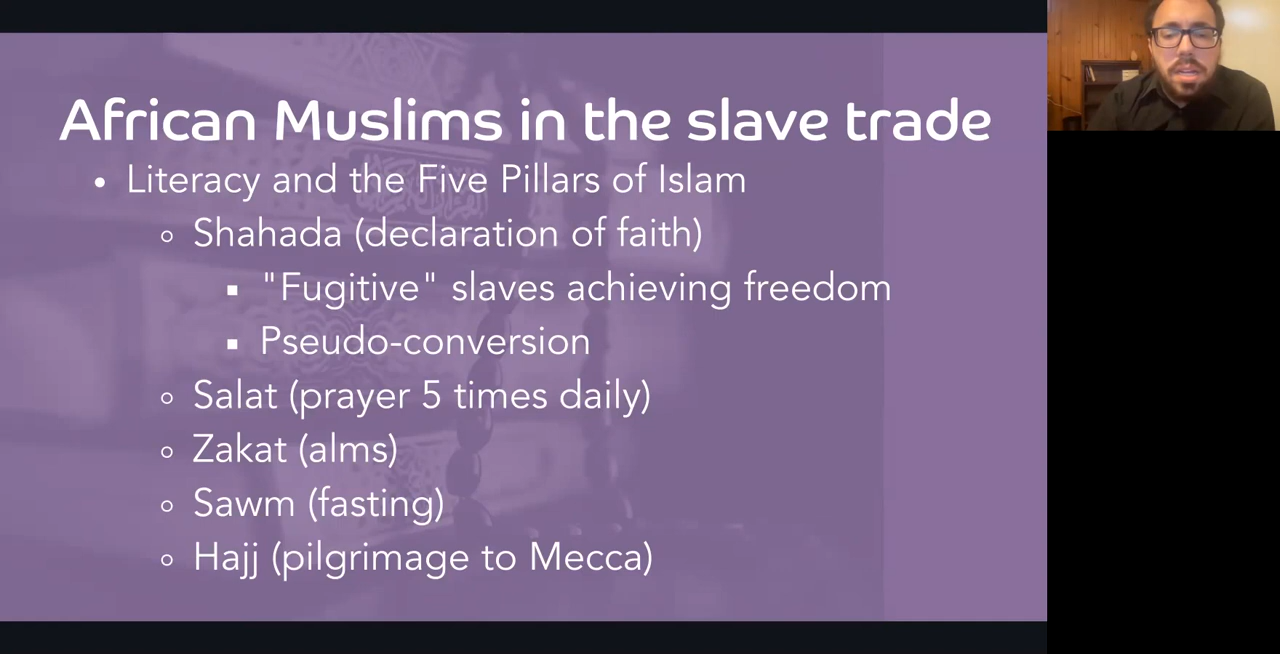 African Muslims in the slave trade
• Literacy and the Five Pillars of Islam
○ Shahada (declaration of faith)
▪ "Fugitive" slaves achieving freedom
▪ Pseudo-conversion
○ Salat (prayer 5 times daily)
○ Zakat (alms)
○ Sawm (fasting)
○ Hajj (pilgrimage to Mecca)